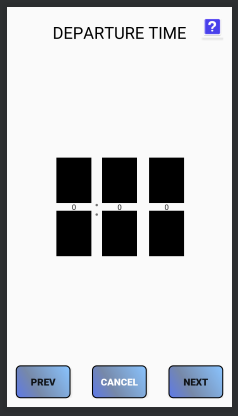 DEPARTURE TIME
?
0 : 0 0
PREV CANCEL NEXT